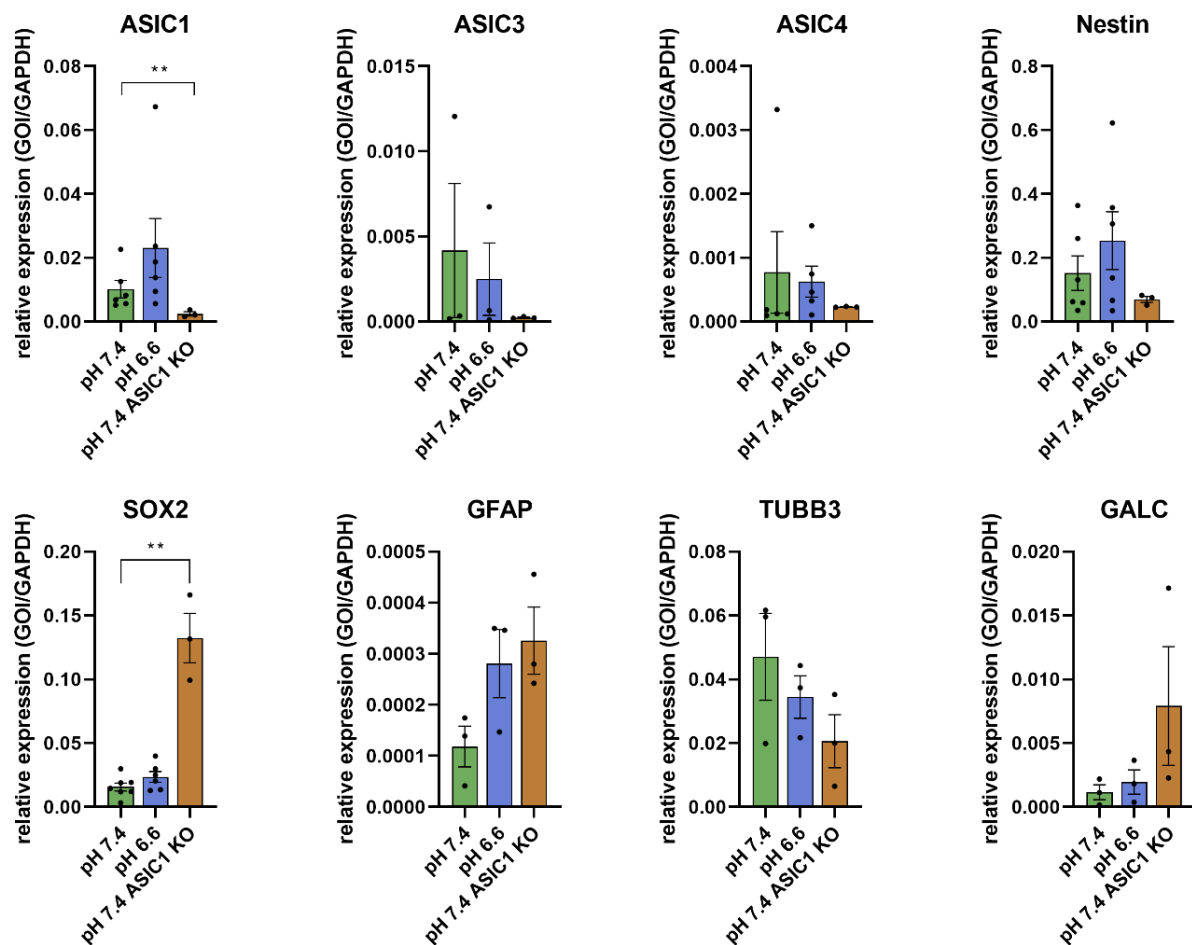 ASIC1
relative expression (GOI/GAPDH)
0.08
0.06
0.04
0.02
0.00
**
pH 7.4
pH 6.6
pH 7.4 ASIC1 KO
ASIC3
relative expression (GOI/GAPDH)
0.015
0.010
0.005
0.000
pH 7.4
pH 6.6
pH 7.4 ASIC1 KO
ASIC4
relative expression (GOI/GAPDH)
0.004
0.003
0.002
0.001
0.000
pH 7.4
pH 6.6
pH 7.4 ASIC1 KO
Nestin
relative expression (GOI/GAPDH)
0.8
0.6
0.4
0.2
0.0
pH 7.4
pH 6.6
pH 7.4 ASIC1 KO
SOX2
relative expression (GOI/GAPDH)
0.20
0.15
0.10
0.05
0.00
**
pH 7.4
pH 6.6
pH 7.4 ASIC1 KO
GFAP
relative expression (GOI/GAPDH)
0.0005
0.0004
0.0003
0.0002
0.0001
0.0000
pH 7.4
pH 6.6
pH 7.4 ASIC1 KO
TUBB3
relative expression (GOI/GAPDH)
0.08
0.06
0.04
0.02
0.00
pH 7.4
pH 6.6
pH 7.4 ASIC1 KO
GALC
relative expression (GOI/GAPDH)
0.020
0.015
0.010
0.005
0.000
pH 7.4
pH 6.6
pH 7.4 ASIC1 KO